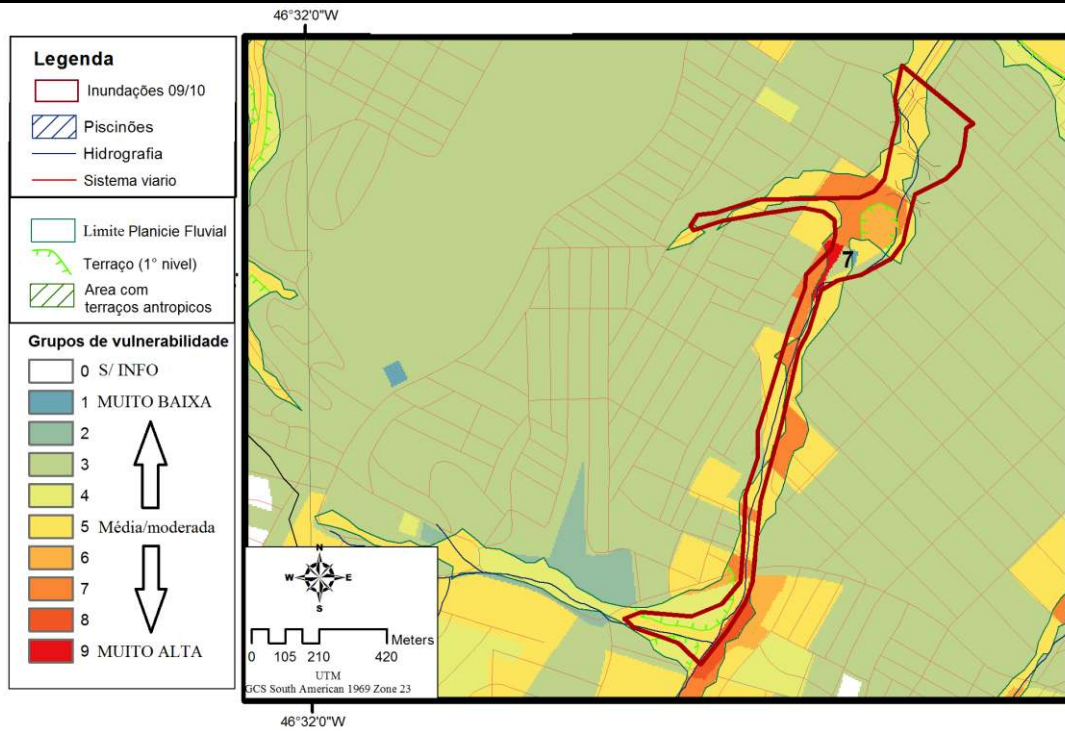 46°32'0"W
Legenda
Inundações 09/10
Piscinões
Hidrografia
Sistema viario
Limite Planicie Fluvial
Terraço (1° nivel)
Area com
terraços antropicos
Grupos de vulnerabilidade
0 S/ INFO
1 MUITO BAIXA
2
3
4
5 Média/moderada
6
7
8
9 MUITO ALTA
7
N
W E
S
Meters
0 105 210 420
UTM
GCS South American 1969 Zone 23
46°32'0"W